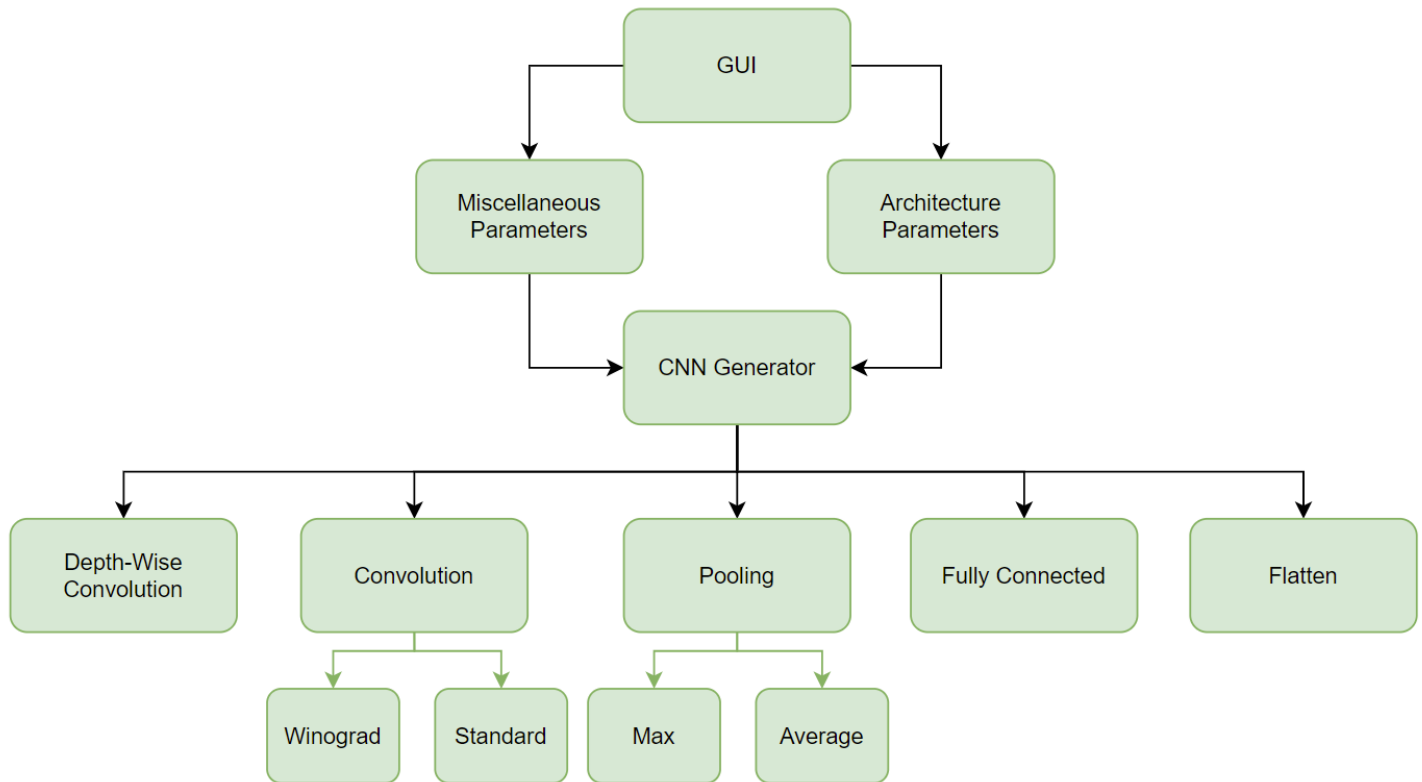 GUI
Miscellaneous
Parameters
Architecture
Parameters
CNN Generator
Depth-Wise
Convolution
Convolution
Pooling
Fully Connected
Flatten
Winograd
Standard
Max
Average